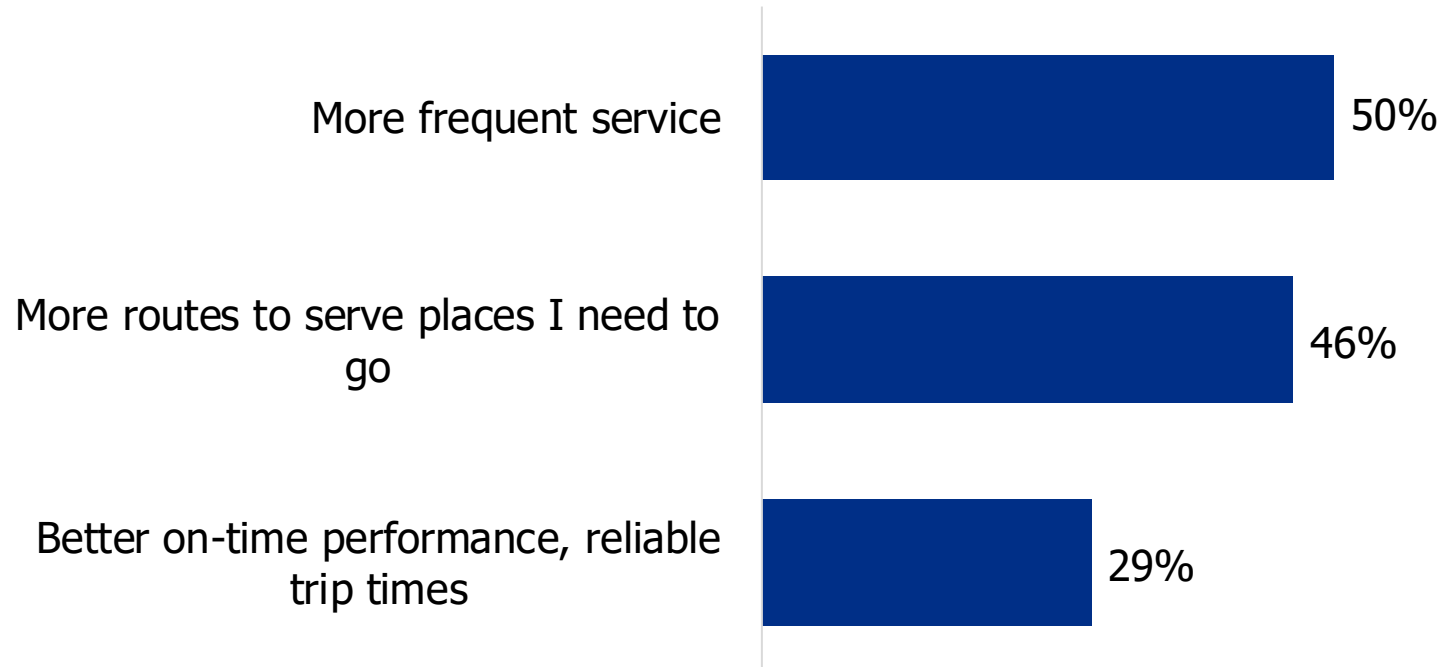 More frequent service
50%
More routes to serve places I need to
go
46%
Better on-time performance, reliable
trip times
29%